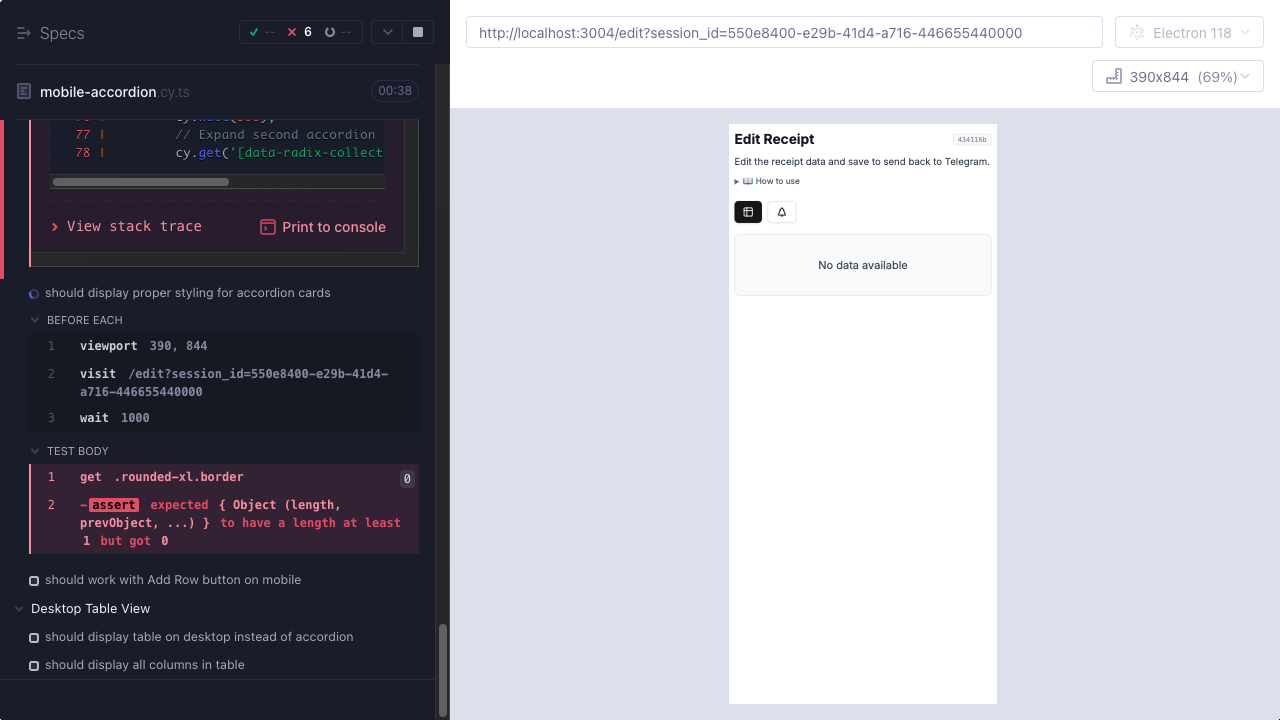 Specs
--
6
--
mobile-accordion.cy.ts
00:38
77 |         // Expand second accordion
78 |         cy.get('[data-radix-collect
View stack trace
Print to console
should display proper styling for accordion cards
BEFORE EACH
1 viewport 390, 844
2 visit /edit?session_id=550e8400-e29b-41d4-
a716-446655440000
3 wait 1000
TEST BODY
1 get .rounded-xl.border 0
2 -assert expected { Object (length,
prevObject, ...) } to have a length at least
1 but got 0
should work with Add Row button on mobile
Desktop Table View
should display table on desktop instead of accordion
should display all columns in table
http://localhost:3004/edit?session_id=550e8400-e29b-41d4-a716-446655440000
Electron 118
390x844 (69%)
Edit Receipt
434116b
Edit the receipt data and save to send back to Telegram.
How to use
No data available